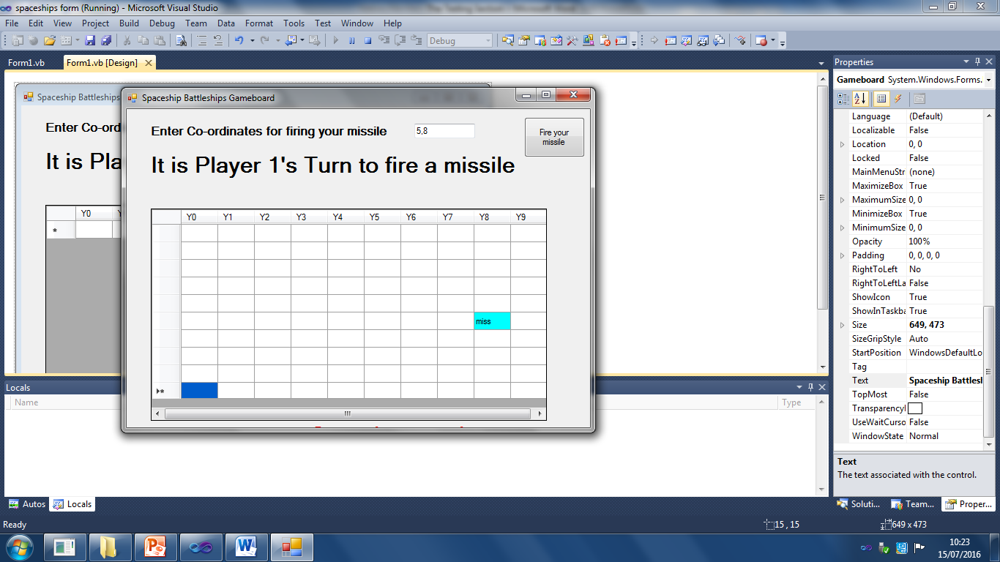 spaceships form (Running) - Microsoft Visual Studio
File Edit View Project Build Debug Team Data Format Tools Test Window Help
Debug
Form1.vb Form1.vb [Design]
Spaceship Battleships
Enter Co-ord
It is Pla
Y0
*
Spaceship Battleships Gameboard
Enter Co-ordinates for firing your missile 5,8
Fire your
missile
It is Player 1's Turn to fire a missile
Y0 Y1 Y2 Y3 Y4 Y5 Y6 Y7 Y8 Y9
miss
Properties
Gameboard System.Windows.Forms.
Language (Default)
Localizable False
Location 0, 0
Locked False
MainMenuStr (none)
MaximizeBox True
MaximumSize 0, 0
MinimizeBox True
MinimumSize 0, 0
Opacity 100%
Padding 0, 0, 0, 0
RightToLeft No
RightToLeftLa False
ShowIcon True
ShowInTaskba True
Size 649, 473
SizeGripStyle Auto
StartPosition WindowsDefaultLo
Tag
Text Spaceship Battlesl
TopMost False
Transparencyl
UseWaitCurso False
WindowState Normal
Text
The text associated with the control.
Locals
Name Type
Autos Locals
Soluti... Team... Proper...
Ready 15 , 15 649 x 473
10:23
15/07/2016